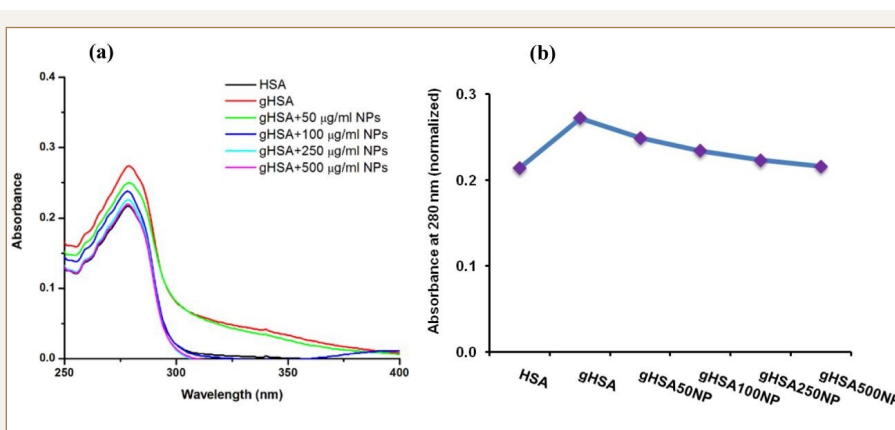 (a)
Absorbance
0.4
0.3
0.2
0.1
0.0
250
300
350
400
Wavelength (nm)
HSA
gHSA
gHSA+50 μg/ml NPs
gHSA+100 μg/ml NPs
gHSA+250 μg/ml NPs
gHSA+500 μg/ml NPs
(b)
Absorbance at 280 nm (normalized)
0.3
0.2
0.1
0.0
HSA
gHSA
gHSA50NP
gHSA100NP
gHSA250NP
gHSA500NP